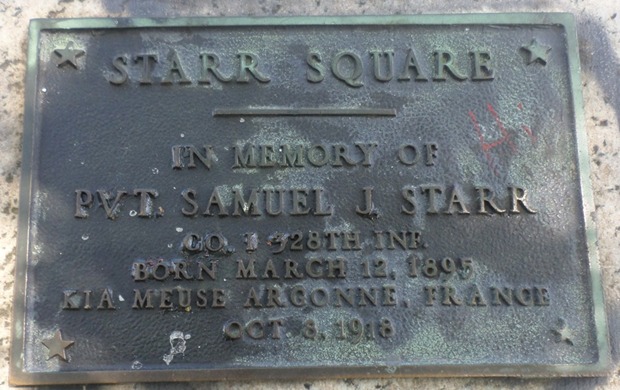 STARR SQUARE
IN MEMORY OF
PVT. SAMUEL J. STARR
CO. I 328TH INF.
BORN MARCH 12, 1895
KIA MEUSE ARGONNE, FRANCE
OCT. 8, 1918